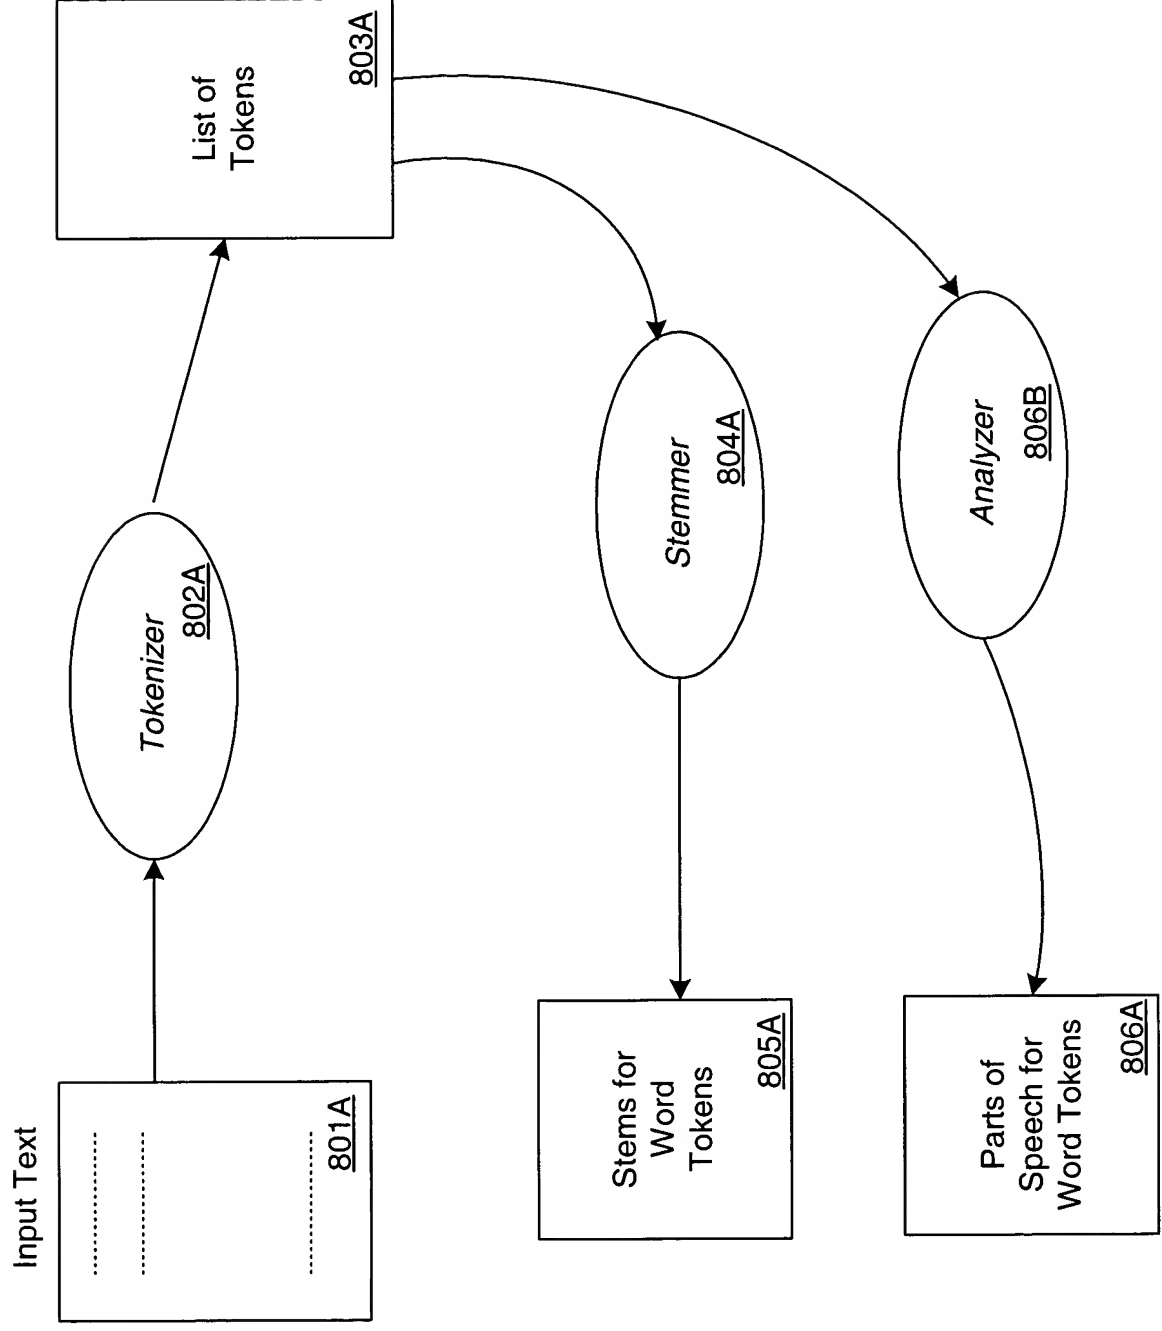 Input Text
801A
Tokenizer
802A
List of
Tokens
803A
Stems for
Word
Tokens
805A
Stemmer
804A
Parts of
Speech for
Word Tokens
806A
Analyzer
806B